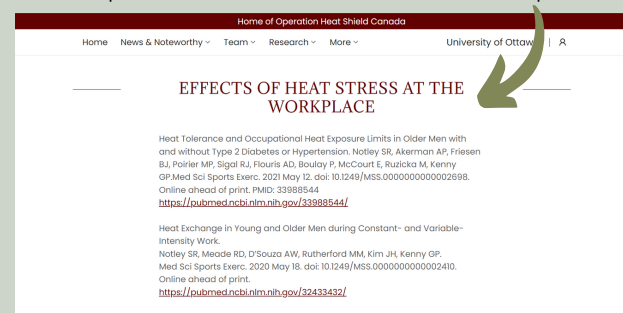 Home of Operation Heat Shield Canada
Home News & Noteworthy Team Research More University of Ottaw
EFFECTS OF HEAT STRESS AT THE
WORKPLACE
Heat Tolerance and Occupational Heat Exposure Limits in Older Men with
and without Type 2 Diabetes or Hypertension. Notley SR, Akerman AP, Friesen
BJ, Poirier MP, Sigal RJ, Flouris AD, Boulay P, McCourt E, Ruzicka M, Kenny
GP.Med Sci Sports Exerc. 2021 May 12. doi: 10.1249/MSS.0000000000002698.
Online ahead of print. PMID: 33988544
https://pubmed.ncbi.nlm.nih.gov/33988544/
Heat Exchange in Young and Older Men during Constant- and Variable-
Intensity Work.
Notley SR, Meade RD, D'Souza AW, Rutherford MM, Kim JH, Kenny GP.
Med Sci Sports Exerc. 2020 May 18. doi: 10.1249/MSS.0000000000002410.
Online ahead of print.
https://pubmed.ncbi.nlm.nih.gov/32433432/